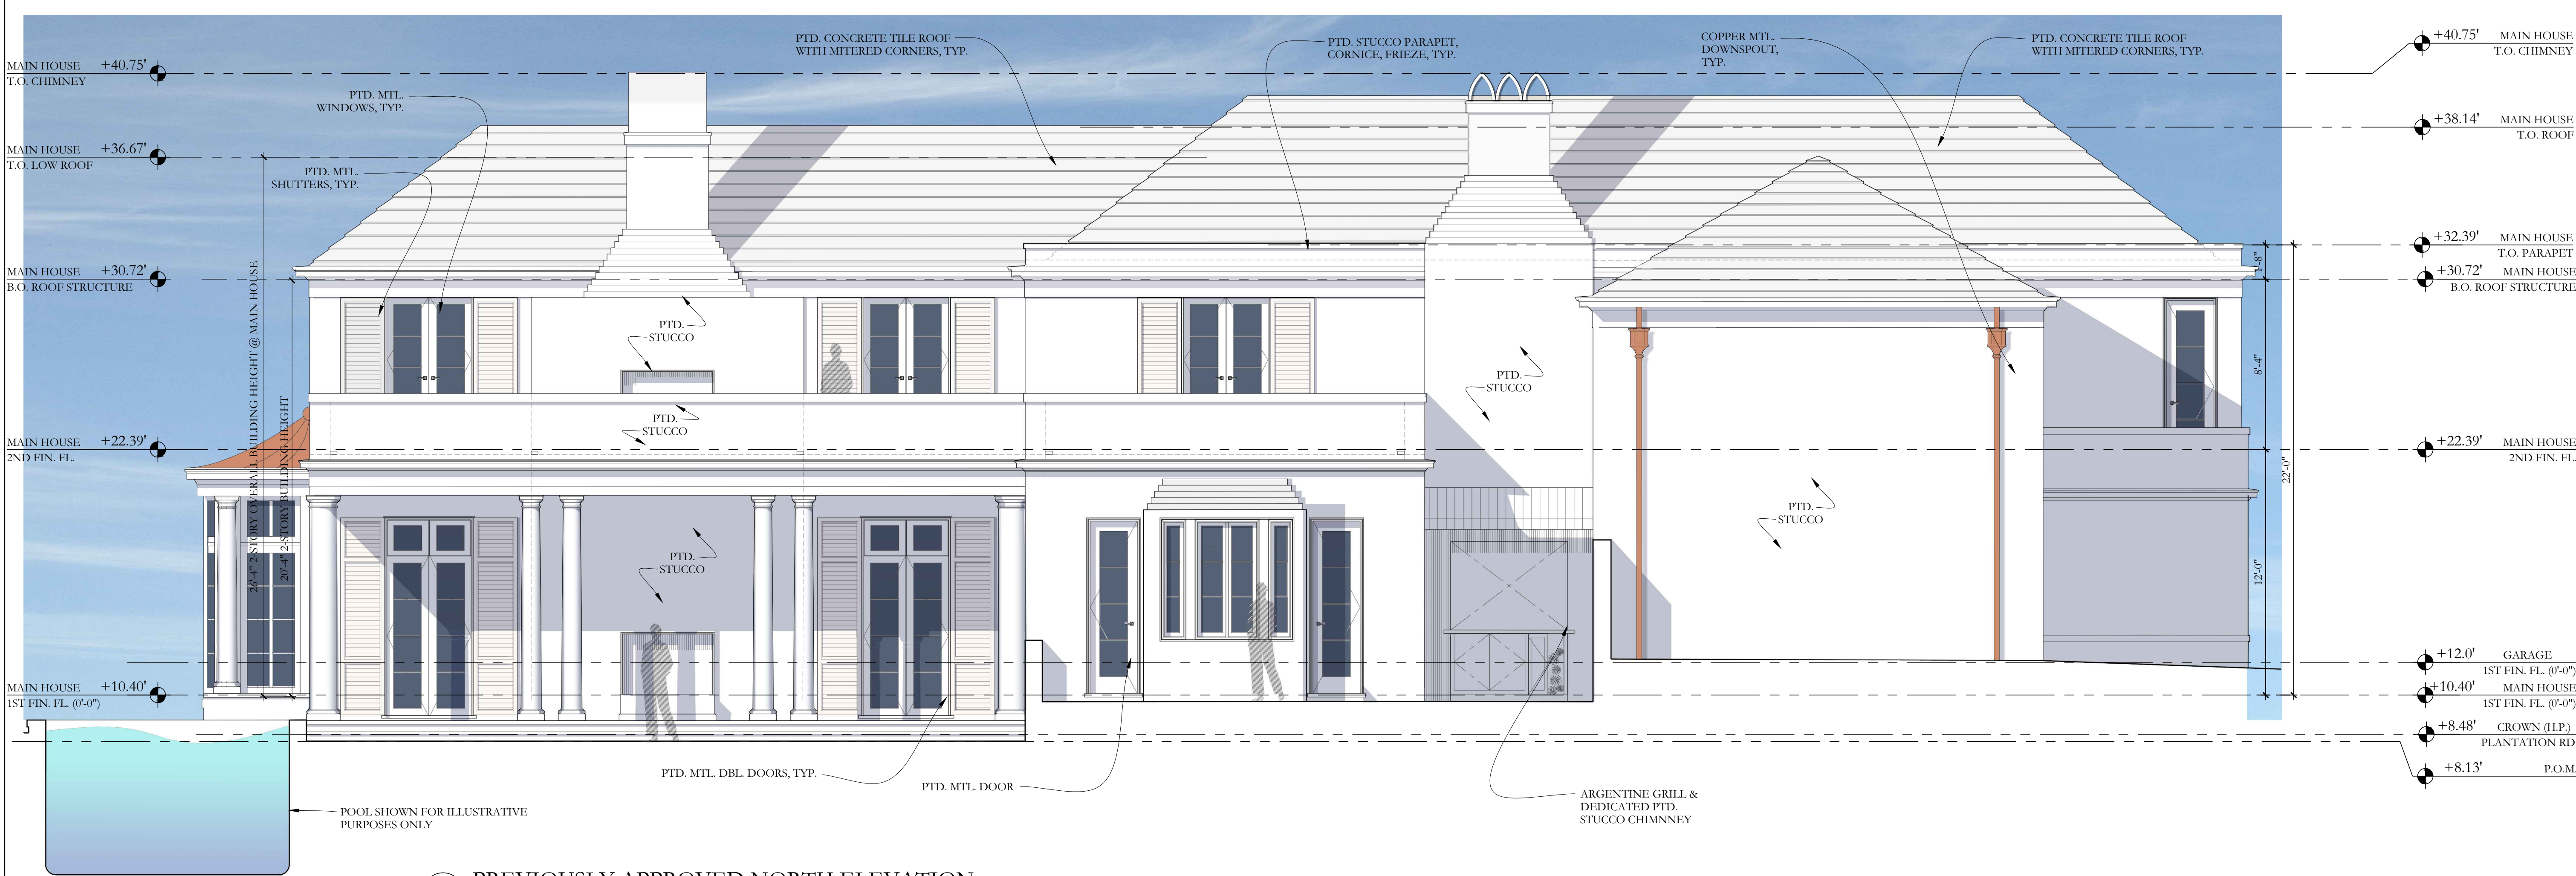 PTD. CONCRETE TILE ROOF
WITH MITERED CORNERS, TYP.
PTD. STUCCO PARAPET,
CORNICE, FRIEZE, TYP.
COPPER MTL.
DOWNSPOUT,
TYP.
PTD. CONCRETE TILE ROOF
WITH MITERED CORNERS, TYP.
MAIN HOUSE +40.75'
T.O. CHIMNEY
PTD. MTL.
WINDOWS, TYP.
MAIN HOUSE +36.67'
T.O. LOW ROOF
PTD. MTL.
SHUTTERS, TYP.
MAIN HOUSE +30.72'
B.O. ROOF STRUCTURE
26'-4" 2-STORY OVERALL BUILDING HEIGHT @ MAIN HOUSE
20'-4" 2-STORY BUILDING HEIGHT
MAIN HOUSE +22.39'
2ND FIN. FL.
MAIN HOUSE +10.40'
1ST FIN. FL. (0'-0")
PTD.
STUCCO
PTD.
STUCCO
PTD.
STUCCO
PTD.
STUCCO
PTD.
STUCCO
+40.75' MAIN HOUSE
T.O. CHIMNEY
+38.14' MAIN HOUSE
T.O. ROOF
+32.39' MAIN HOUSE
T.O. PARAPET
+30.72' MAIN HOUSE
B.O. ROOF STRUCTURE
+22.39' MAIN HOUSE
2ND FIN. FL.
+12.0' GARAGE
1ST FIN. FL. (0'-0")
+10.40' MAIN HOUSE
1ST FIN. FL. (0'-0")
+8.48' CROWN (H.P.)
PLANTATION RD
+8.13' P.O.M.
1'-8"
8'-4"
22'-0"
12'-0"
PTD. MTL. DBL. DOORS, TYP.
PTD. MTL. DOOR
ARGENTINE GRILL &
DEDICATED PTD.
STUCCO CHIMNNEY
POOL SHOWN FOR ILLUSTRATIVE
PURPOSES ONLY
PREVIOUSLY APPROVED NORTH ELEVATION